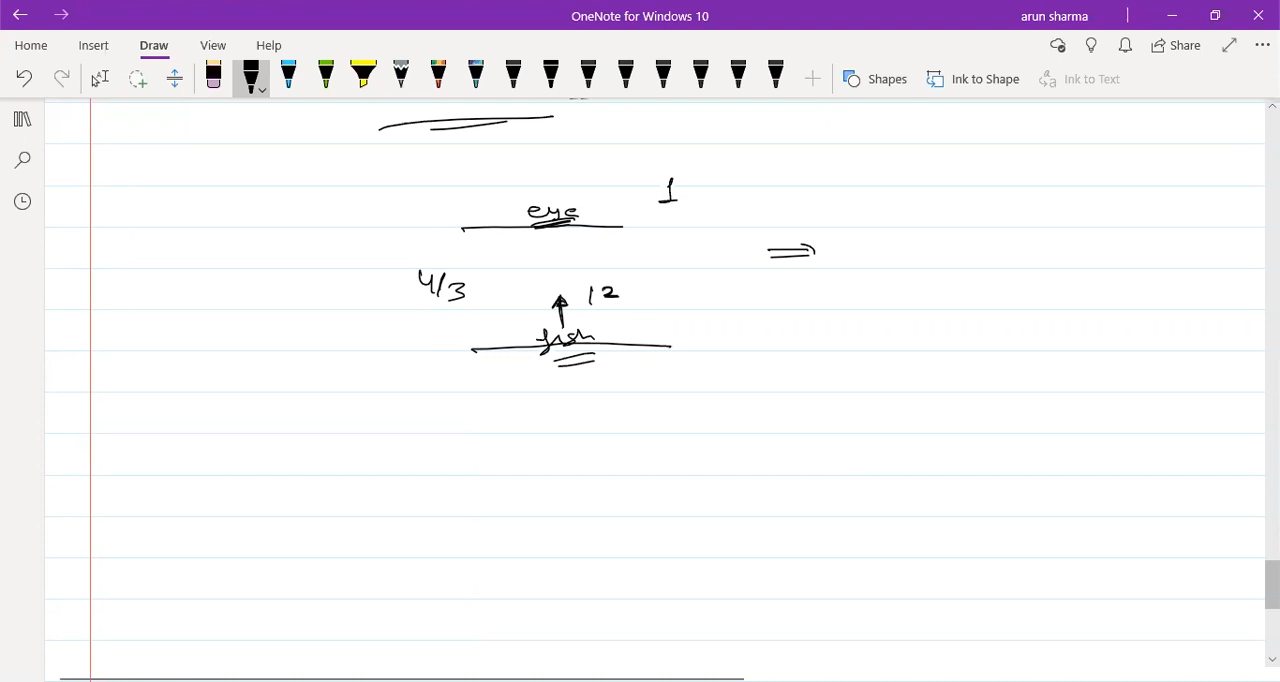 OneNote for Windows 10
arun sharma
Home Insert Draw View Help
Share
Shapes Ink to Shape Ink to Text
1
eye
4/3
12
fish